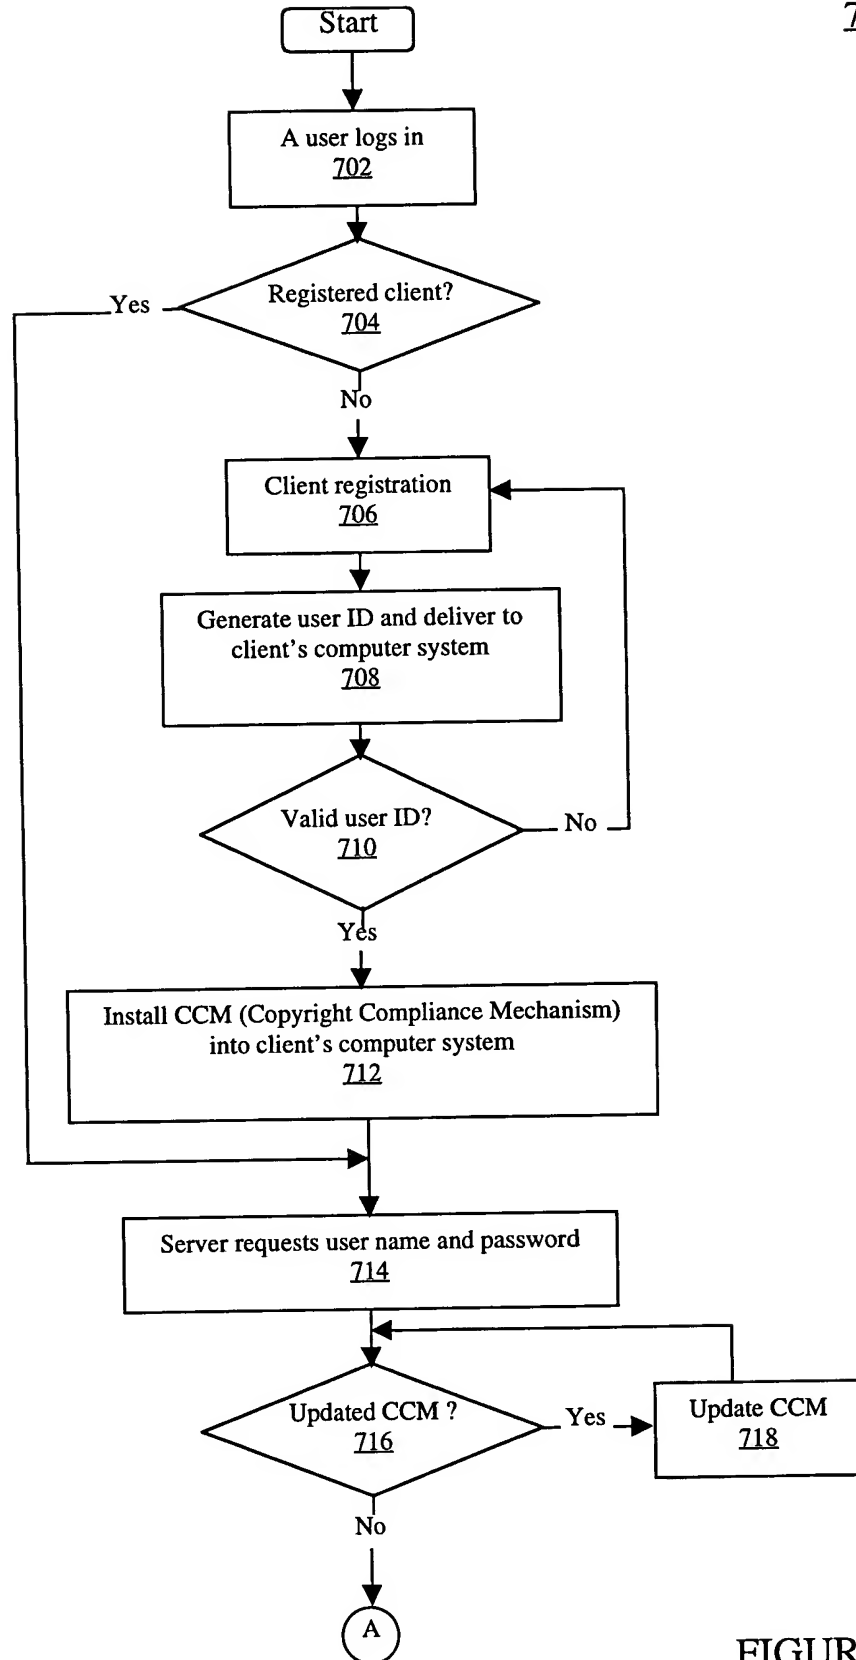 Start
A user logs in
702
Registered client?
704
Yes
No
Client registration
706
Generate user ID and deliver to
client's computer system
708
Valid user ID?
710
No
Yes
Install CCM (Copyright Compliance Mechanism)
into client's computer system
712
Server requests user name and password
714
Updated CCM ?
716
Yes
Update CCM
718
No
A